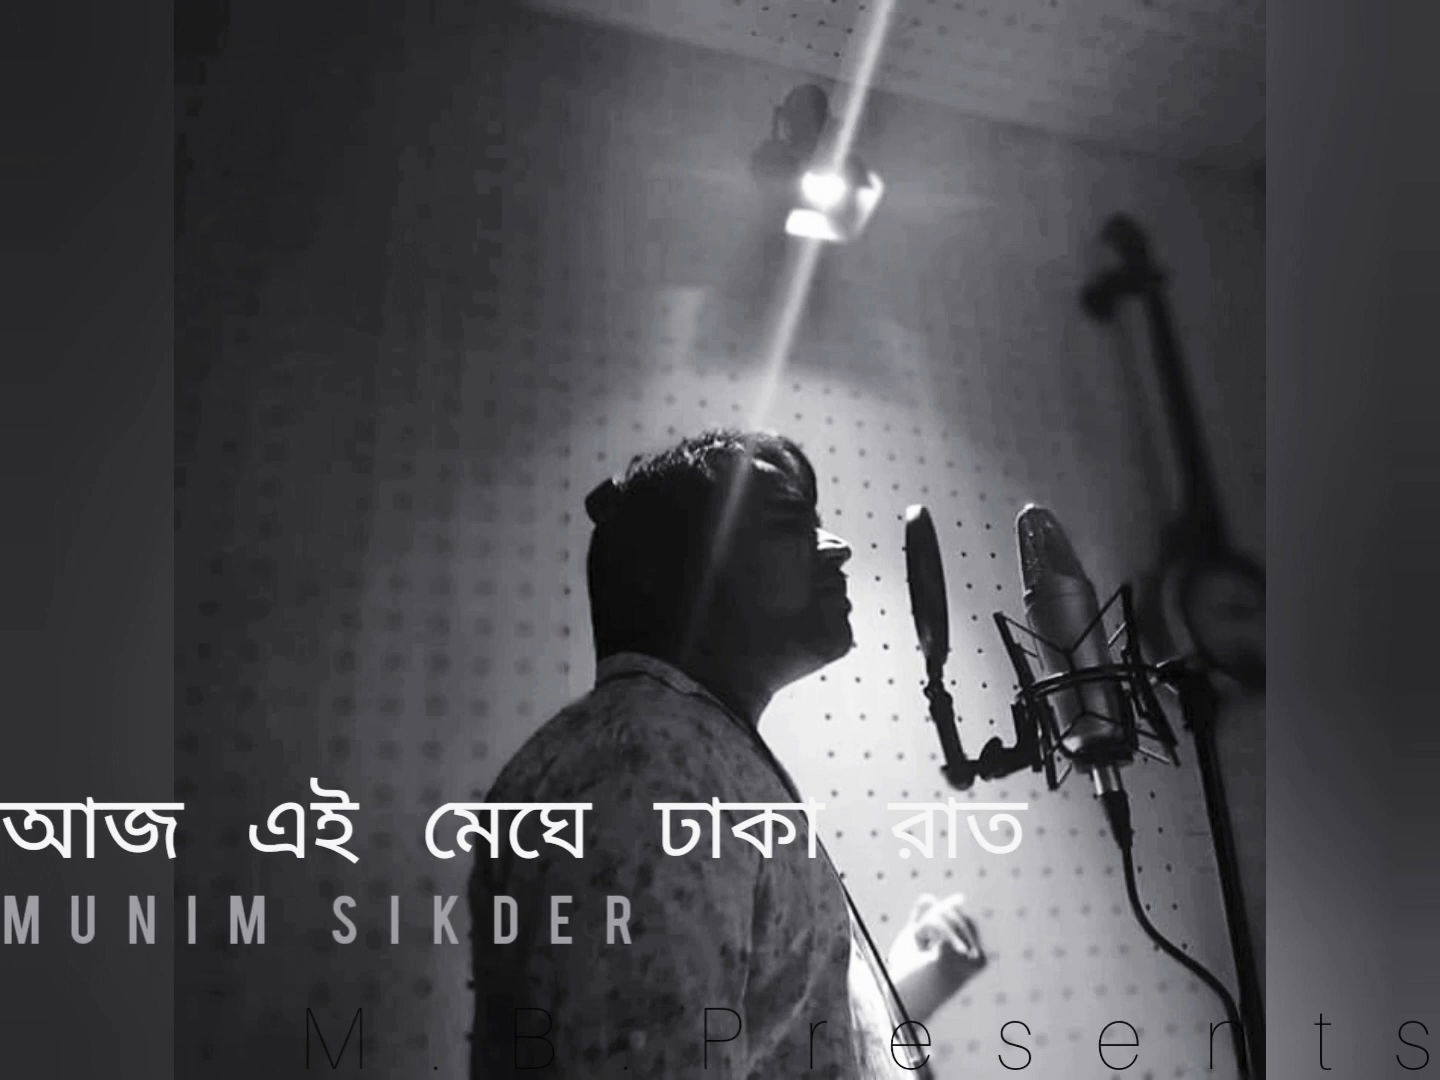 আজ এই মেঘে ঢাকা রাত
MUNIM SIKDER
M.B.Presents